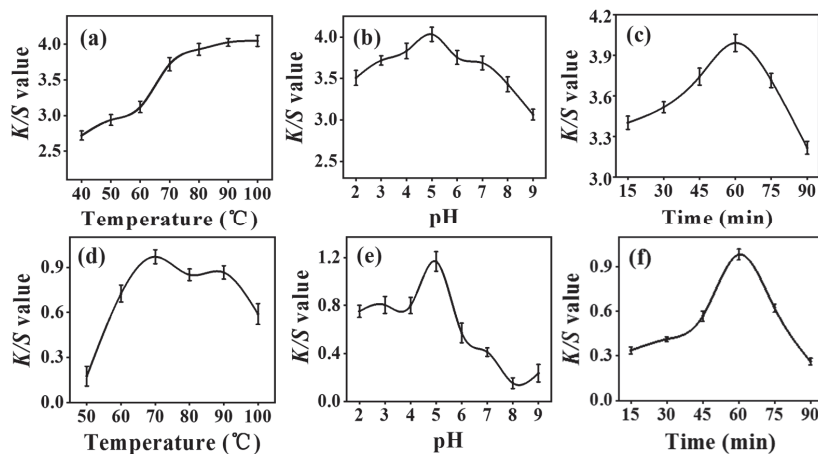 (a)
K/S value
4.0
3.5
3.0
2.5
40 50 60 70 80 90 100
Temperature (℃)
(b)
K/S value
4.0
3.5
3.0
2.5
2 3 4 5 6 7 8 9
pH
(c)
K/S value
4.2
3.9
3.6
3.3
3.0
15 30 45 60 75 90
Time (min)
(d)
K/S value
0.9
0.6
0.3
0.0
50 60 70 80 90 100
Temperature (℃)
(e)
K/S value
1.2
0.8
0.4
0.0
2 3 4 5 6 7 8 9
pH
(f)
K/S value
0.9
0.6
0.3
0.0
15 30 45 60 75 90
Time (min)